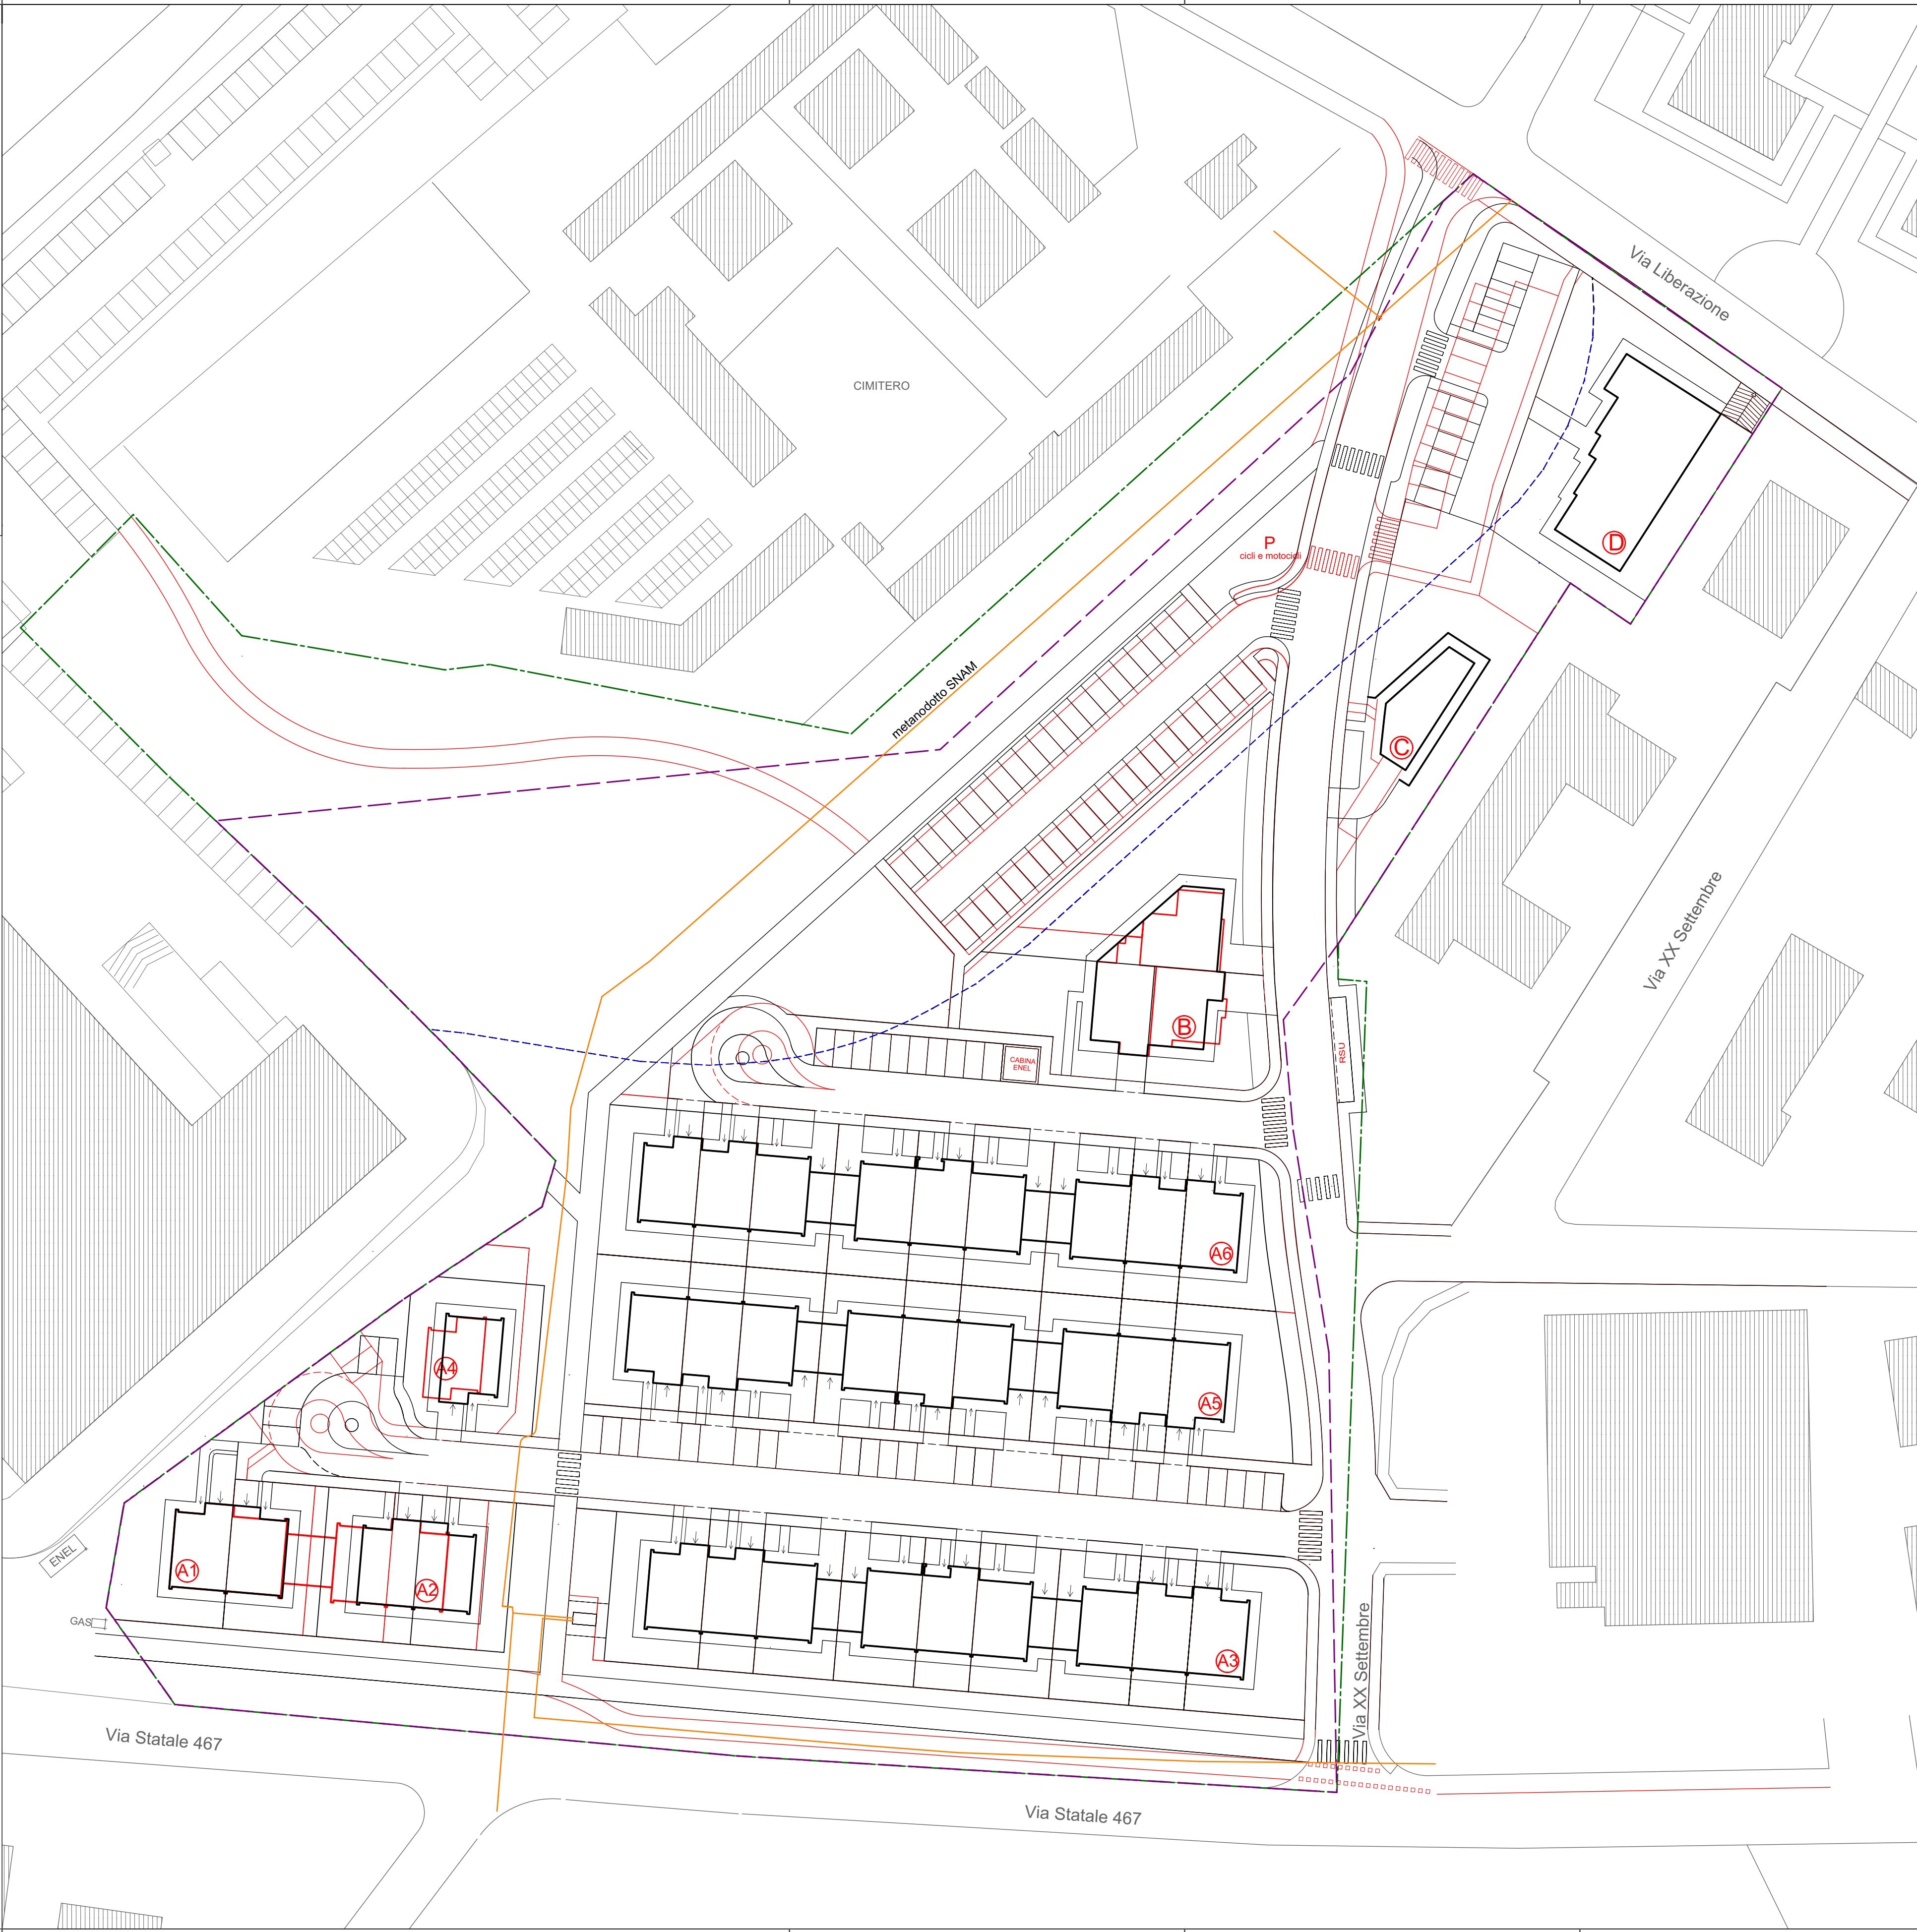 Via Liberazione
CIMITERO
P
cicli e motocicli
D
metanodotto SNAM
C
Via XX Settembre
B
CABINA
ENEL
RSU
A6
A4
A5
ENEL
A1
A2
GAS
A3
Via XX Settembre
Via Statale 467
Via Statale 467